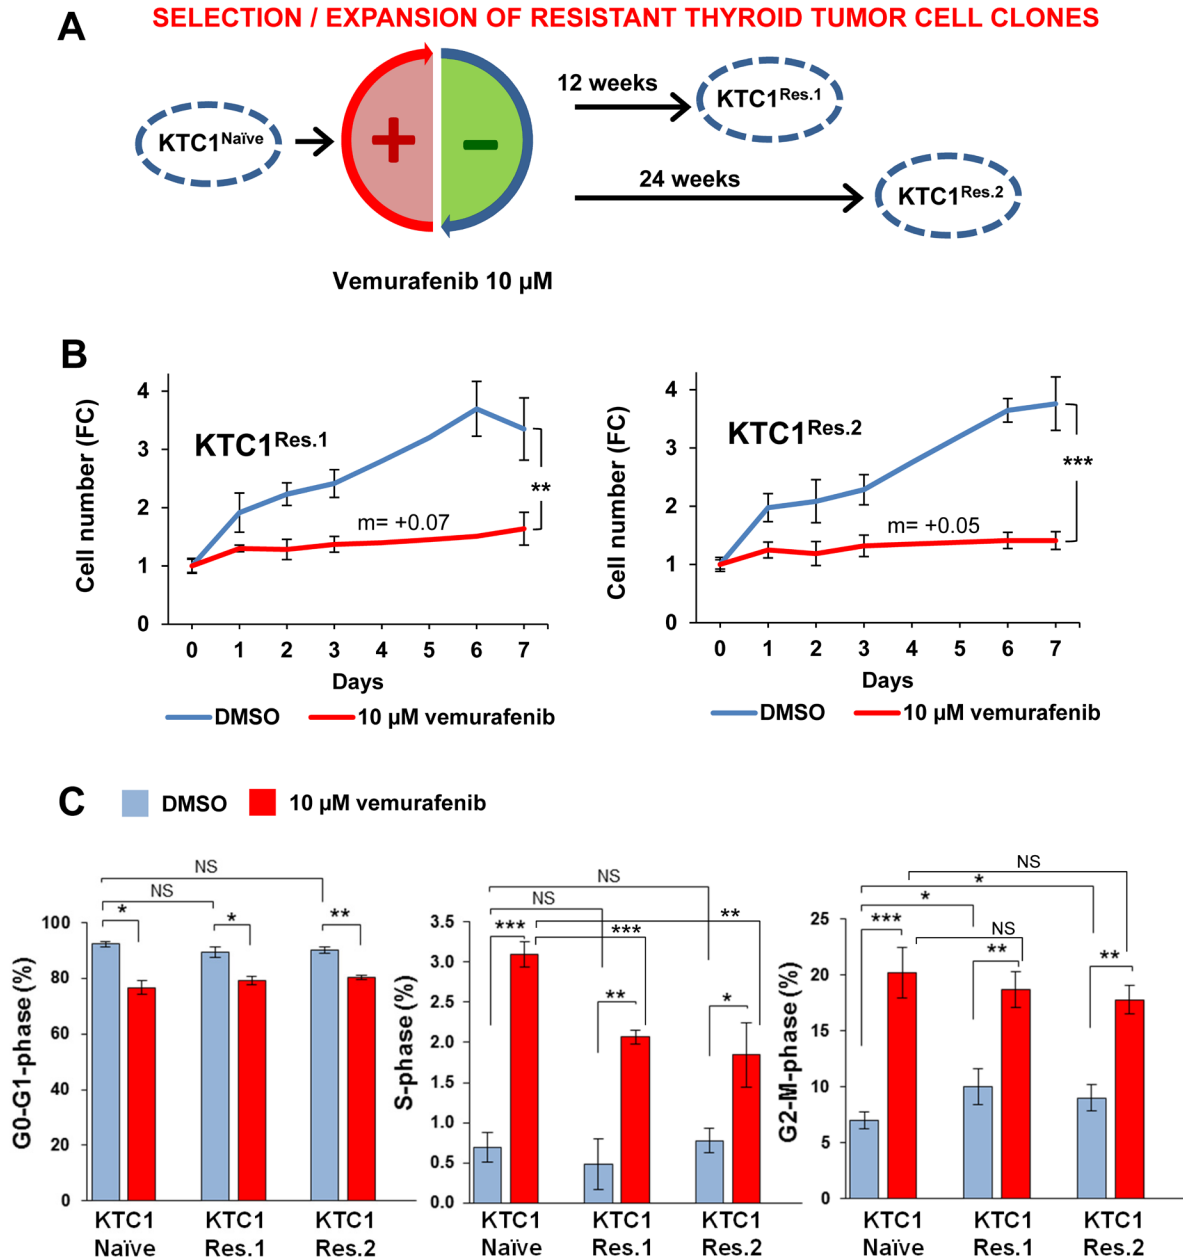 A
SELECTION / EXPANSION OF RESISTANT THYROID TUMOR CELL CLONES
KTC1Naïve
+
–
12 weeks
KTC1Res.1
24 weeks
KTC1Res.2
Vemurafenib 10 µM
B
Cell number (FC)
4
3
2
1
0
KTC1Res.1
m= +0.07
**
0 1 2 3 4 5 6 7
Days
DMSO 10 µM vemurafenib
Cell number (FC)
4
3
2
1
0
KTC1Res.2
m= +0.05
***
0 1 2 3 4 5 6 7
Days
DMSO 10 µM vemurafenib
C
DMSO 10 µM vemurafenib
G0-G1-phase (%)
100
80
60
40
20
0
NS
NS
* * **
KTC1 KTC1 KTC1
Naïve Res.1 Res.2
S-phase (%)
3.5
3.0
2.5
2.0
1.5
1.0
0.5
0.0
NS
NS
**
*** ***
** *
KTC1 KTC1 KTC1
Naïve Res.1 Res.2
G2-M-phase (%)
25
20
15
10
5
0
NS
*
*
***
NS
** **
KTC1 KTC1 KTC1
Naïve Res.1 Res.2